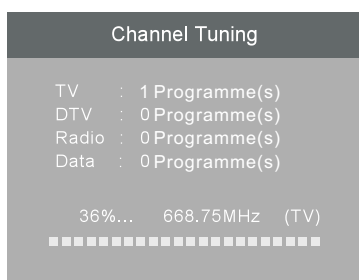 Channel Tuning
TV : 1 Programme(s)
DTV : 0 Programme(s)
Radio : 0 Programme(s)
Data : 0 Programme(s)
36%... 668.75MHz (TV)